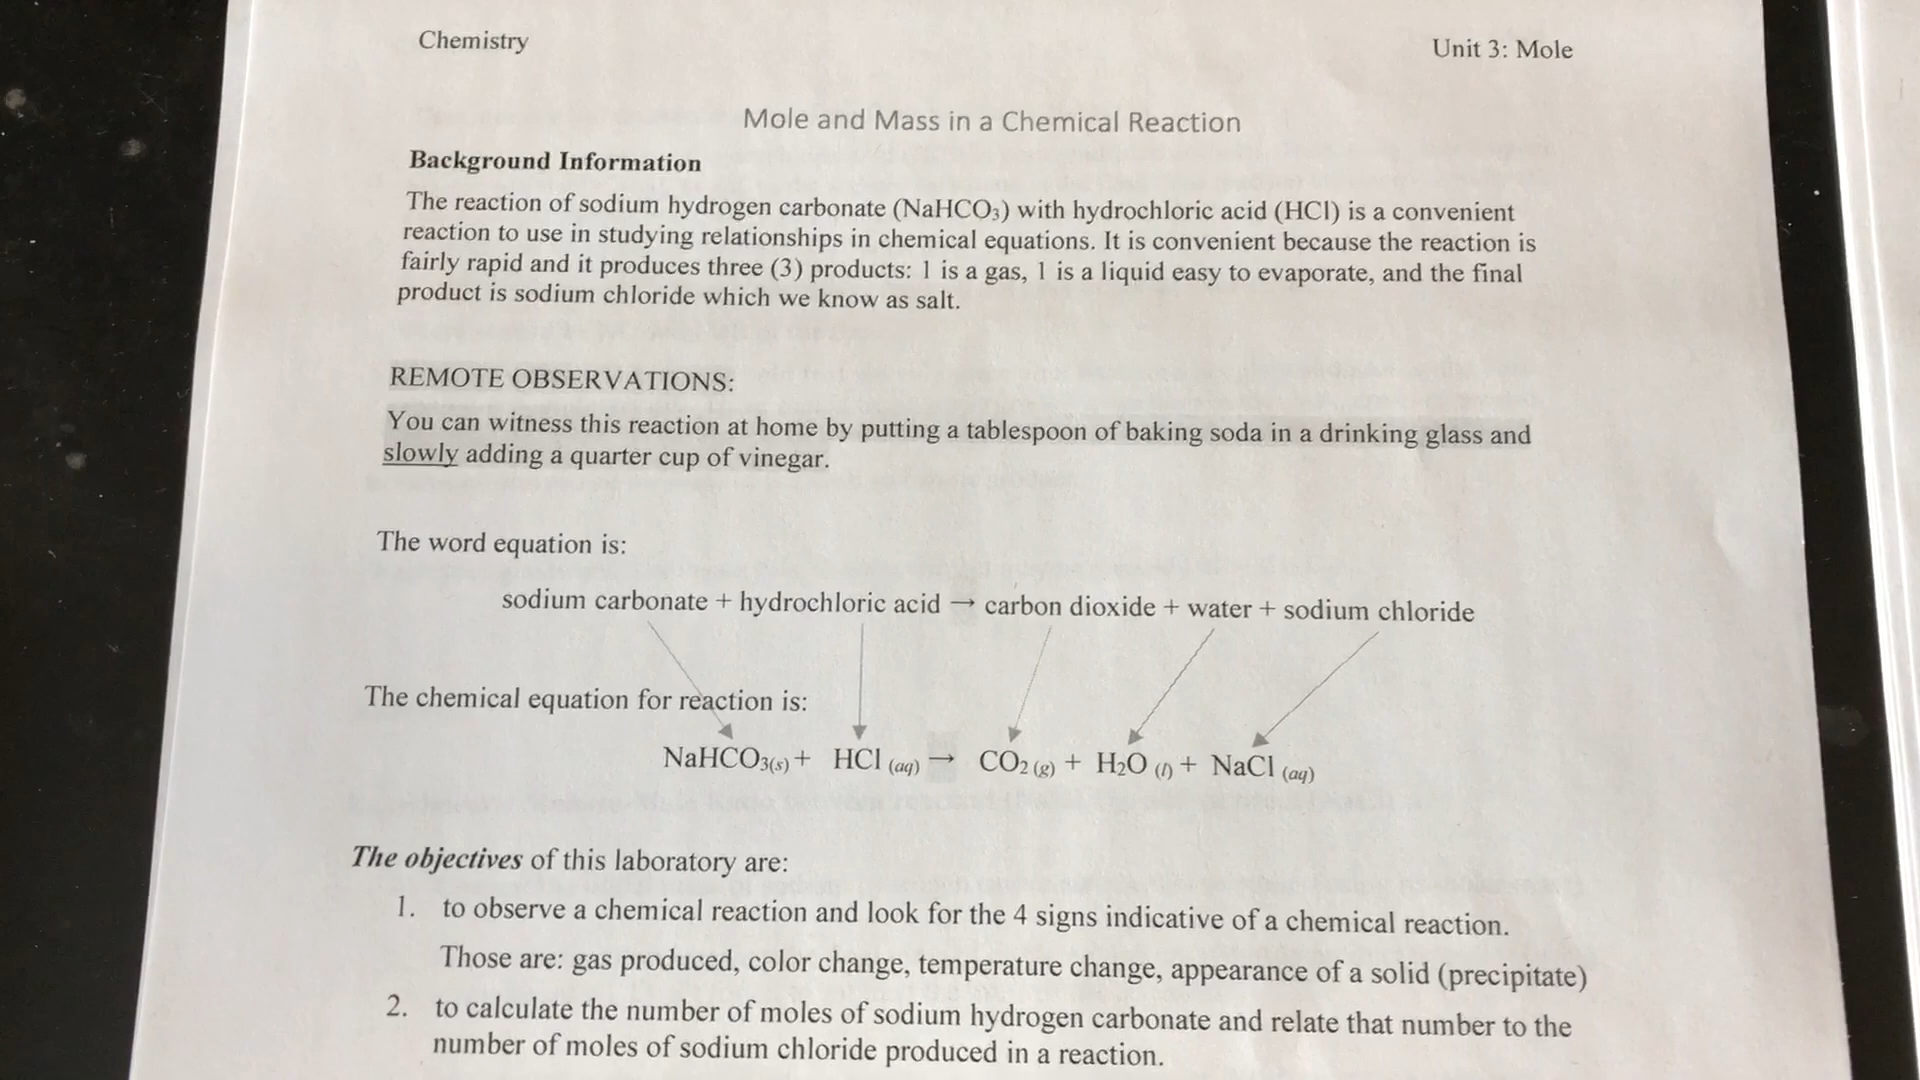 Chemistry
Unit 3: Mole
Mole and Mass in a Chemical Reaction
Background Information
The reaction of sodium hydrogen carbonate (NaHCO₃) with hydrochloric acid (HCl) is a convenient
reaction to use in studying relationships in chemical equations. It is convenient because the reaction is
fairly rapid and it produces three (3) products: 1 is a gas, 1 is a liquid easy to evaporate, and the final
product is sodium chloride which we know as salt.
REMOTE OBSERVATIONS:
You can witness this reaction at home by putting a tablespoon of baking soda in a drinking glass and
slowly adding a quarter cup of vinegar.
The word equation is:
sodium carbonate + hydrochloric acid → carbon dioxide + water + sodium chloride
The chemical equation for reaction is:
NaHCO₃(s) + HCl (aq) → CO₂ (g) + H₂O (l) + NaCl (aq)
The objectives of this laboratory are:
1. to observe a chemical reaction and look for the 4 signs indicative of a chemical reaction.
Those are: gas produced, color change, temperature change, appearance of a solid (precipitate)
2. to calculate the number of moles of sodium hydrogen carbonate and relate that number to the
number of moles of sodium chloride produced in a reaction.